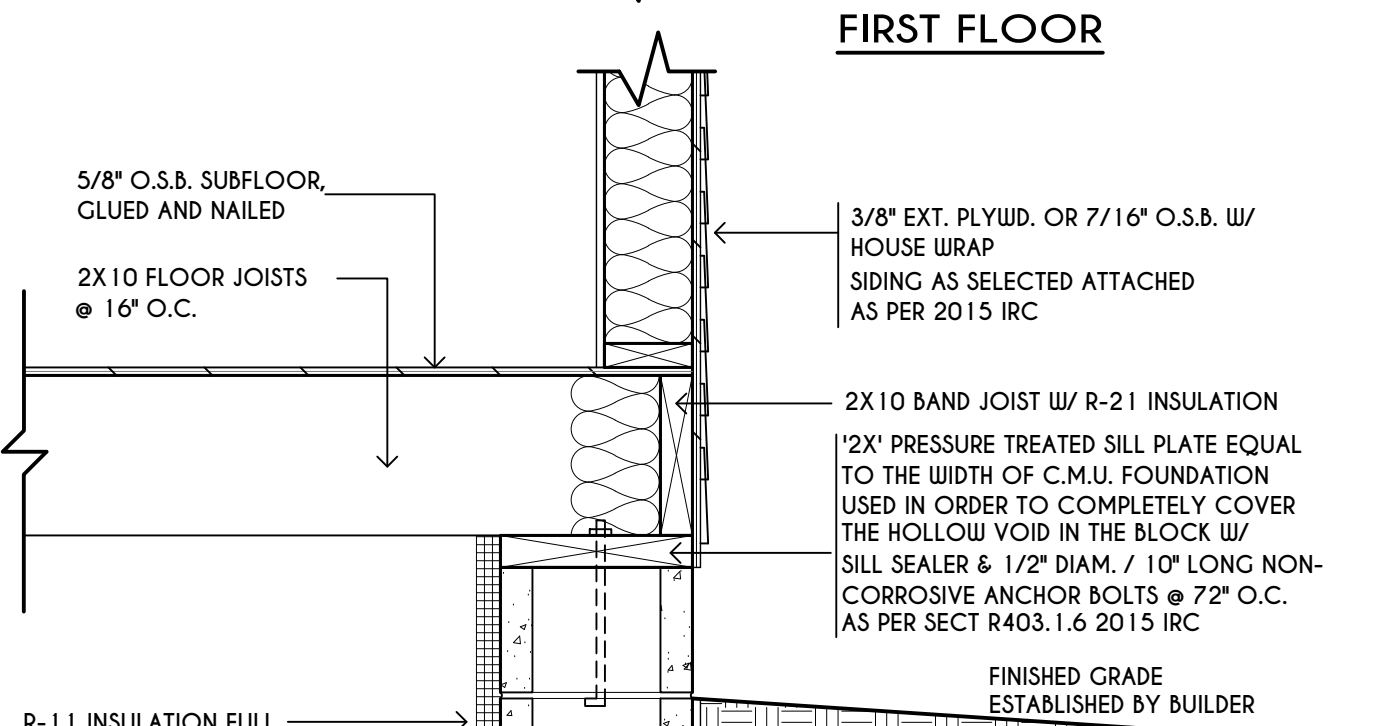 FIRST FLOOR
5/8" O.S.B. SUBFLOOR,
GLUED AND NAILED
2X10 FLOOR JOISTS
@ 16" O.C.
3/8" EXT. PLYWD. OR 7/16" O.S.B. W/
HOUSE WRAP
SIDING AS SELECTED ATTACHED
AS PER 2015 IRC
2X10 BAND JOIST W/ R-21 INSULATION
'2X' PRESSURE TREATED SILL PLATE EQUAL
TO THE WIDTH OF C.M.U. FOUNDATION
USED IN ORDER TO COMPLETELY COVER
THE HOLLOW VOID IN THE BLOCK W/
SILL SEALER & 1/2" DIAM. / 10" LONG NON-
CORROSIVE ANCHOR BOLTS @ 72" O.C.
AS PER SECT R403.1.6 2015 IRC
FINISHED GRADE
ESTABLISHED BY BUILDER
R-11 INSULATION FULL